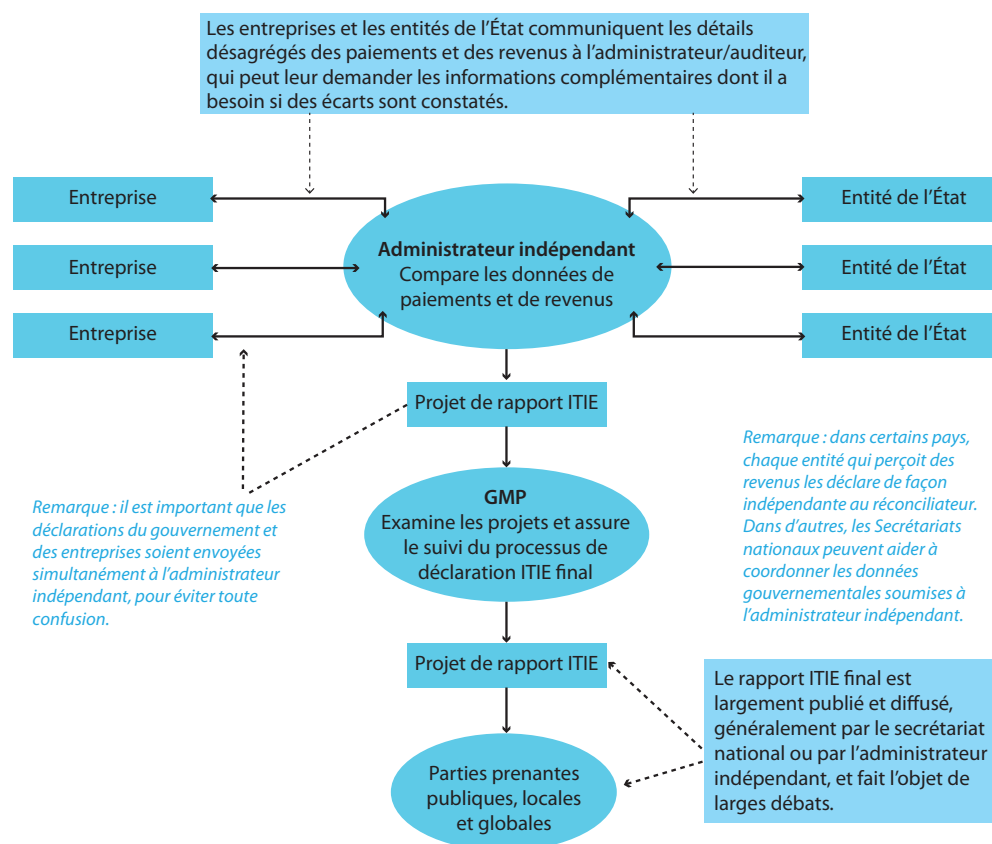 Les entreprises et les entités de l’État communiquent les détails
désagrégés des paiements et des revenus à l’administrateur/auditeur,
qui peut leur demander les informations complémentaires dont il a
besoin si des écarts sont constatés.
Entreprise
Entité de l’État
Administrateur indépendant
Compare les données de
paiements et de revenus
Entreprise
Entité de l’État
Entreprise
Entité de l’État
Projet de rapport ITIE
Remarque : il est important que les
déclarations du gouvernement et
des entreprises soient envoyées
simultanément à l’administrateur
indépendant, pour éviter toute
confusion.
GMP
Examine les projets et assure
le suivi du processus de
déclaration ITIE final
Remarque : dans certains pays,
chaque entité qui perçoit des
revenus les déclare de façon
indépendante au réconciliateur.
Dans d’autres, les Secrétariats
nationaux peuvent aider à
coordonner les données
gouvernementales soumises à
l’administrateur indépendant.
Projet de rapport ITIE
Le rapport ITIE final est
largement publié et diffusé,
généralement par le secrétariat
national ou par l’administrateur
indépendant, et fait l’objet de
larges débats.
Parties prenantes
publiques, locales
et globales